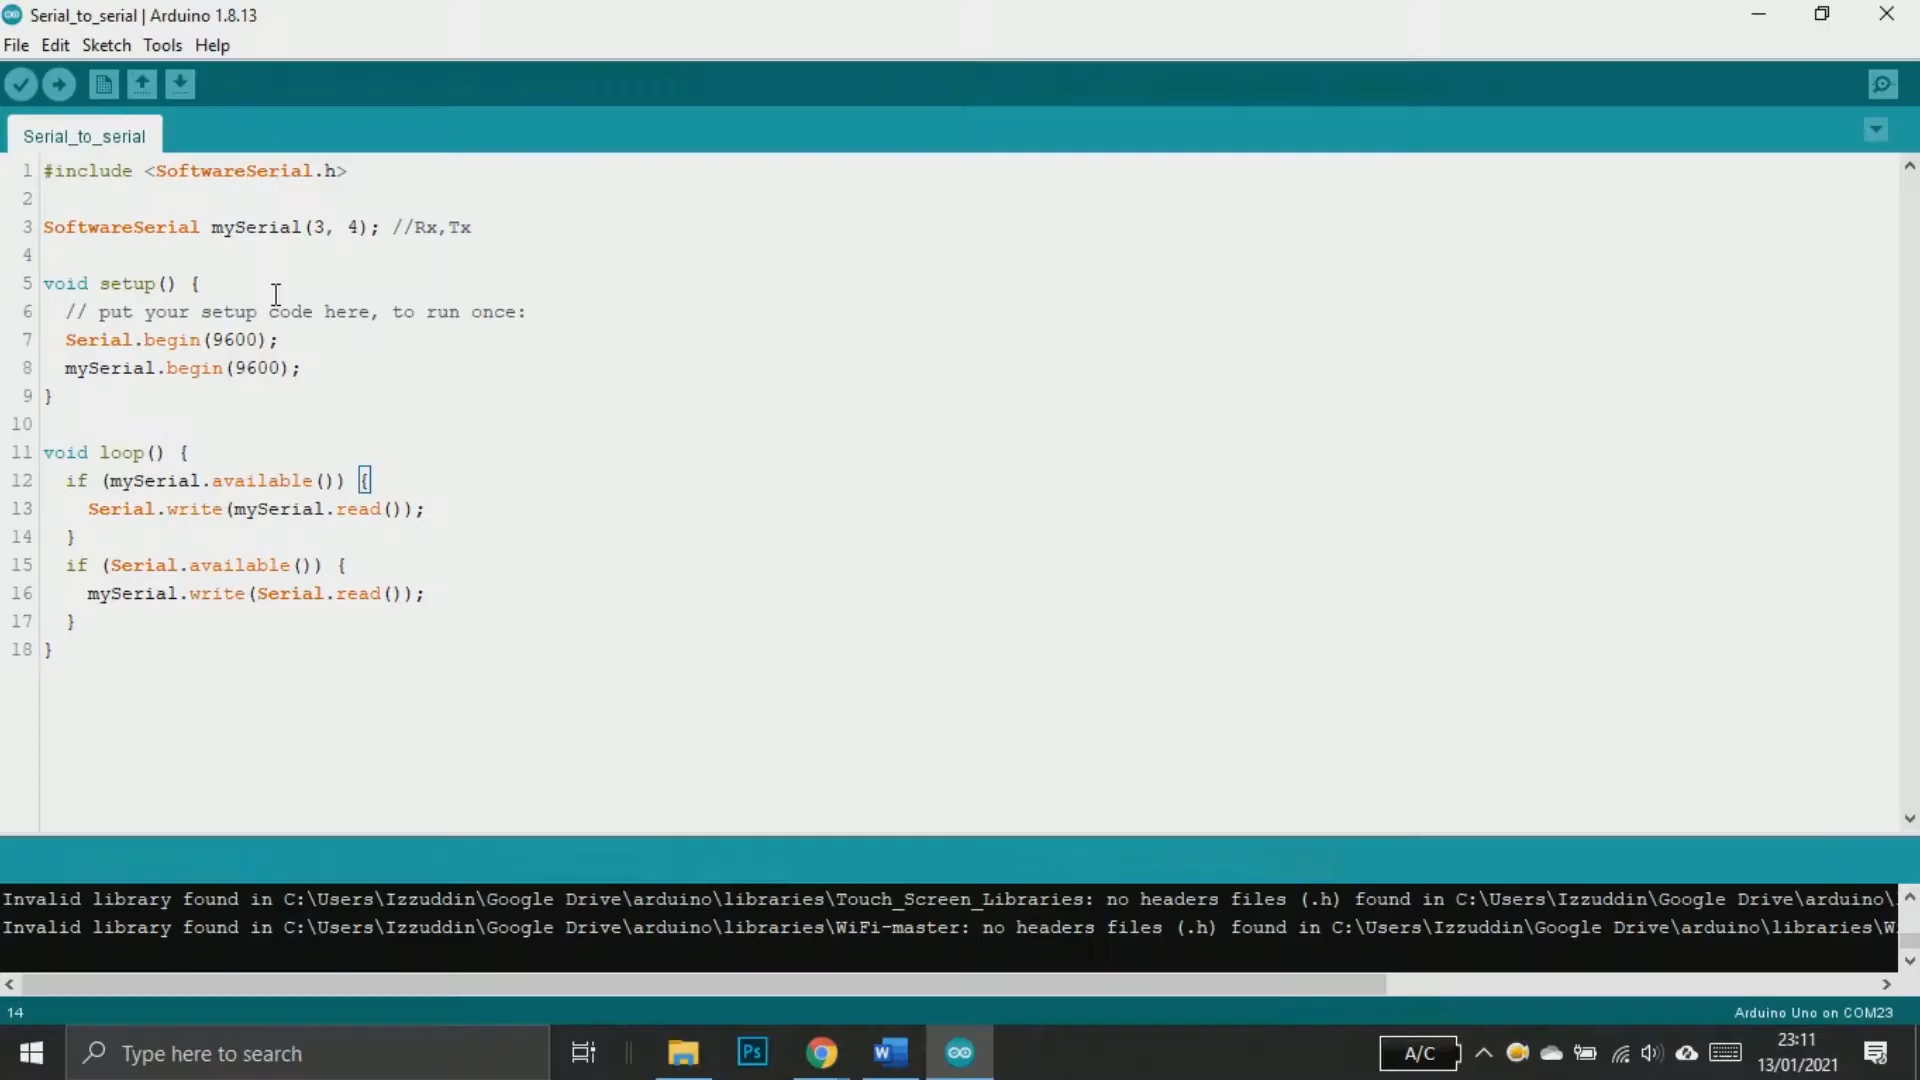 Serial_to_serial | Arduino 1.8.13
File Edit Sketch Tools Help
Serial_to_serial
1 #include <SoftwareSerial.h>
2
3 SoftwareSerial mySerial(3, 4); //Rx,Tx
4
5 void setup() {
6 // put your setup code here, to run once:
7 Serial.begin(9600);
8 mySerial.begin(9600);
9 }
10
11 void loop() {
12 if (mySerial.available()) {
13 Serial.write(mySerial.read());
14 }
15 if (Serial.available()) {
16 mySerial.write(Serial.read());
17 }
18 }
Invalid library found in C:\Users\Izzuddin\Google Drive\arduino\libraries\Touch_Screen_Libraries: no headers files (.h) found in C:\Users\Izzuddin\Google Drive\arduino\
Invalid library found in C:\Users\Izzuddin\Google Drive\arduino\libraries\WiFi-master: no headers files (.h) found in C:\Users\Izzuddin\Google Drive\arduino\libraries\W
14
Arduino Uno on COM23
Type here to search
Ps
W
A/C
23:11
13/01/2021